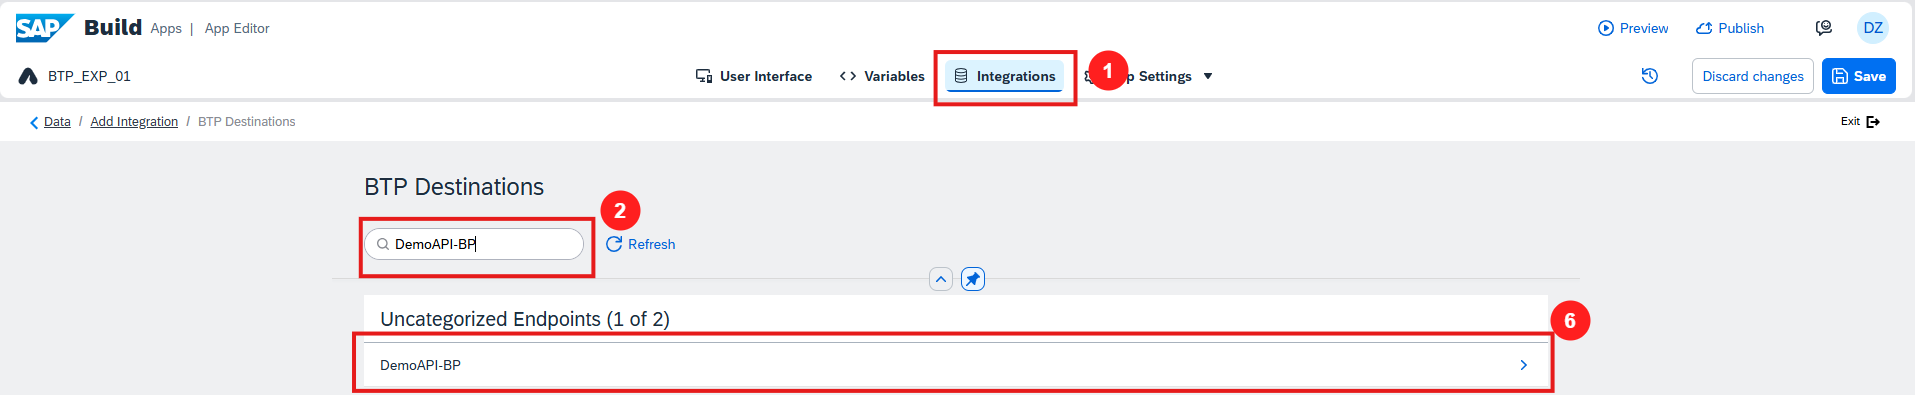 SAP Build Apps | App Editor Preview Publish DZ
BTP_EXP_01 User Interface Variables Integrations 1 p Settings Discard changes Save
Data / Add Integration / BTP Destinations Exit
BTP Destinations
2
DemoAPI-BP Refresh
Uncategorized Endpoints (1 of 2)
6
DemoAPI-BP